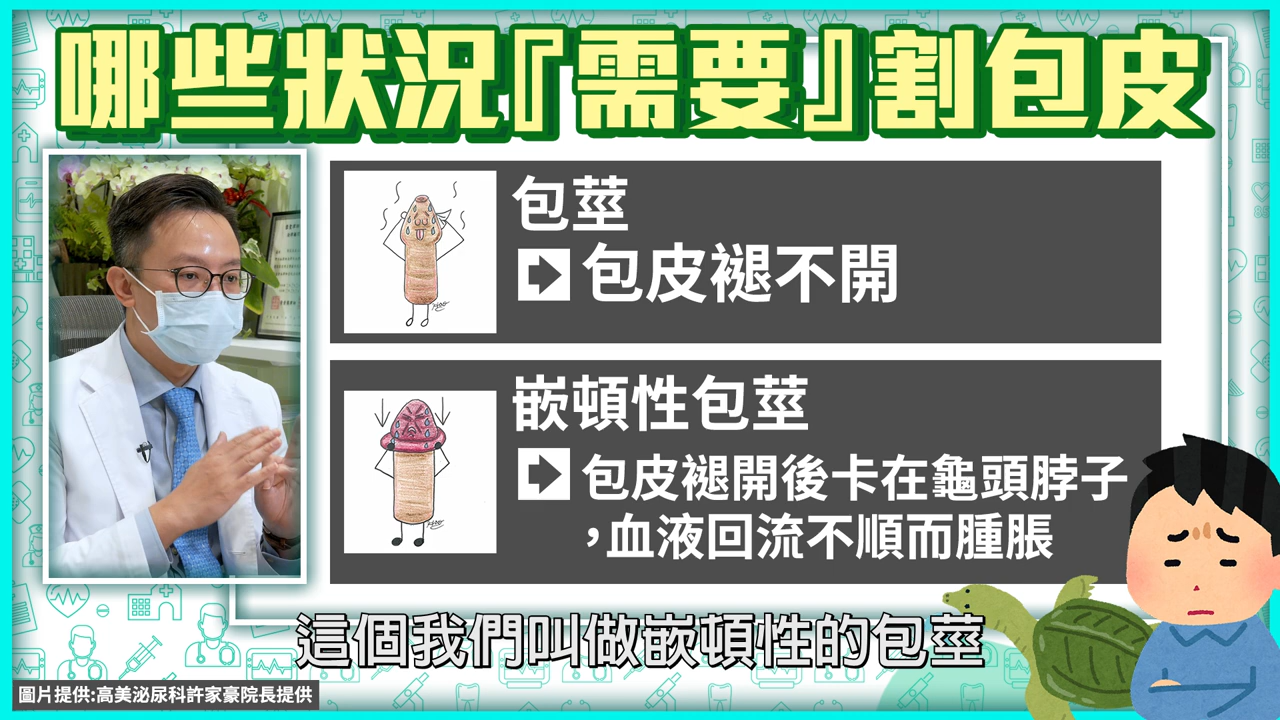 哪些狀況『需要』割包皮
包莖
包皮褪不開
嵌頓性包莖
包皮褪開後卡在龜頭脖子
，血液回流不順而腫脹
這個我們叫做嵌頓性的包莖
圖片提供:高美泌尿科許家豪院長提供